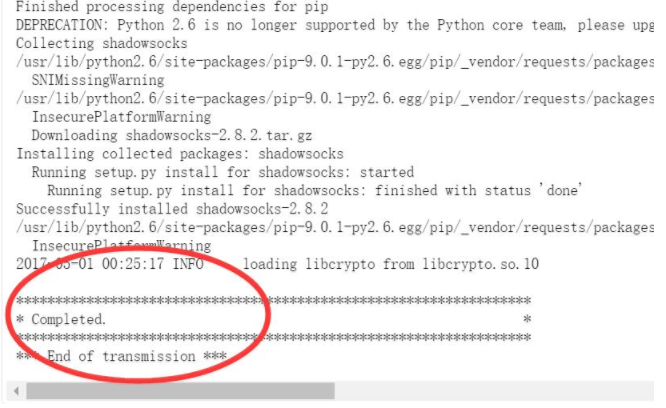 Finished processing dependencies for pip
DEPRECATION: Python 2.6 is no longer supported by the Python core team, please upg
Collecting shadowsocks
/usr/lib/python2.6/site-packages/pip-9.0.1-py2.6.egg/pip/_vendor/requests/packages
SNIMissingWarning
/usr/lib/python2.6/site-packages/pip-9.0.1-py2.6.egg/pip/_vendor/requests/packages
InsecurePlatformWarning
Downloading shadowsocks-2.8.2.tar.gz
Installing collected packages: shadowsocks
Running setup.py install for shadowsocks: started
Running setup.py install for shadowsocks: finished with status 'done'
Successfully installed shadowsocks-2.8.2
/usr/lib/python2.6/site-packages/pip-9.0.1-py2.6.egg/pip/_vendor/requests/packages
InsecurePlatformWarning
2017-05-01 00:25:17 INFO loading libcrypto from libcrypto.so.10
******************************************************************
* Completed. *
******************************************************************
*** End of transmission ***